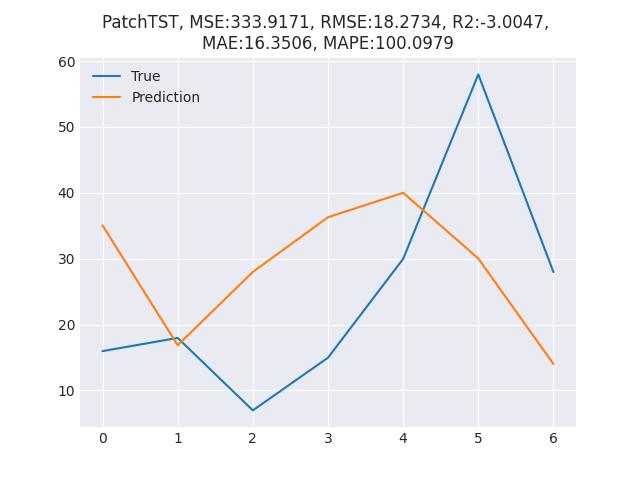 PatchTST, MSE:333.9171, RMSE:18.2734, R2:-3.0047,
MAE:16.3506, MAPE:100.0979
True
Prediction
60
50
40
30
20
10
0 1 2 3 4 5 6